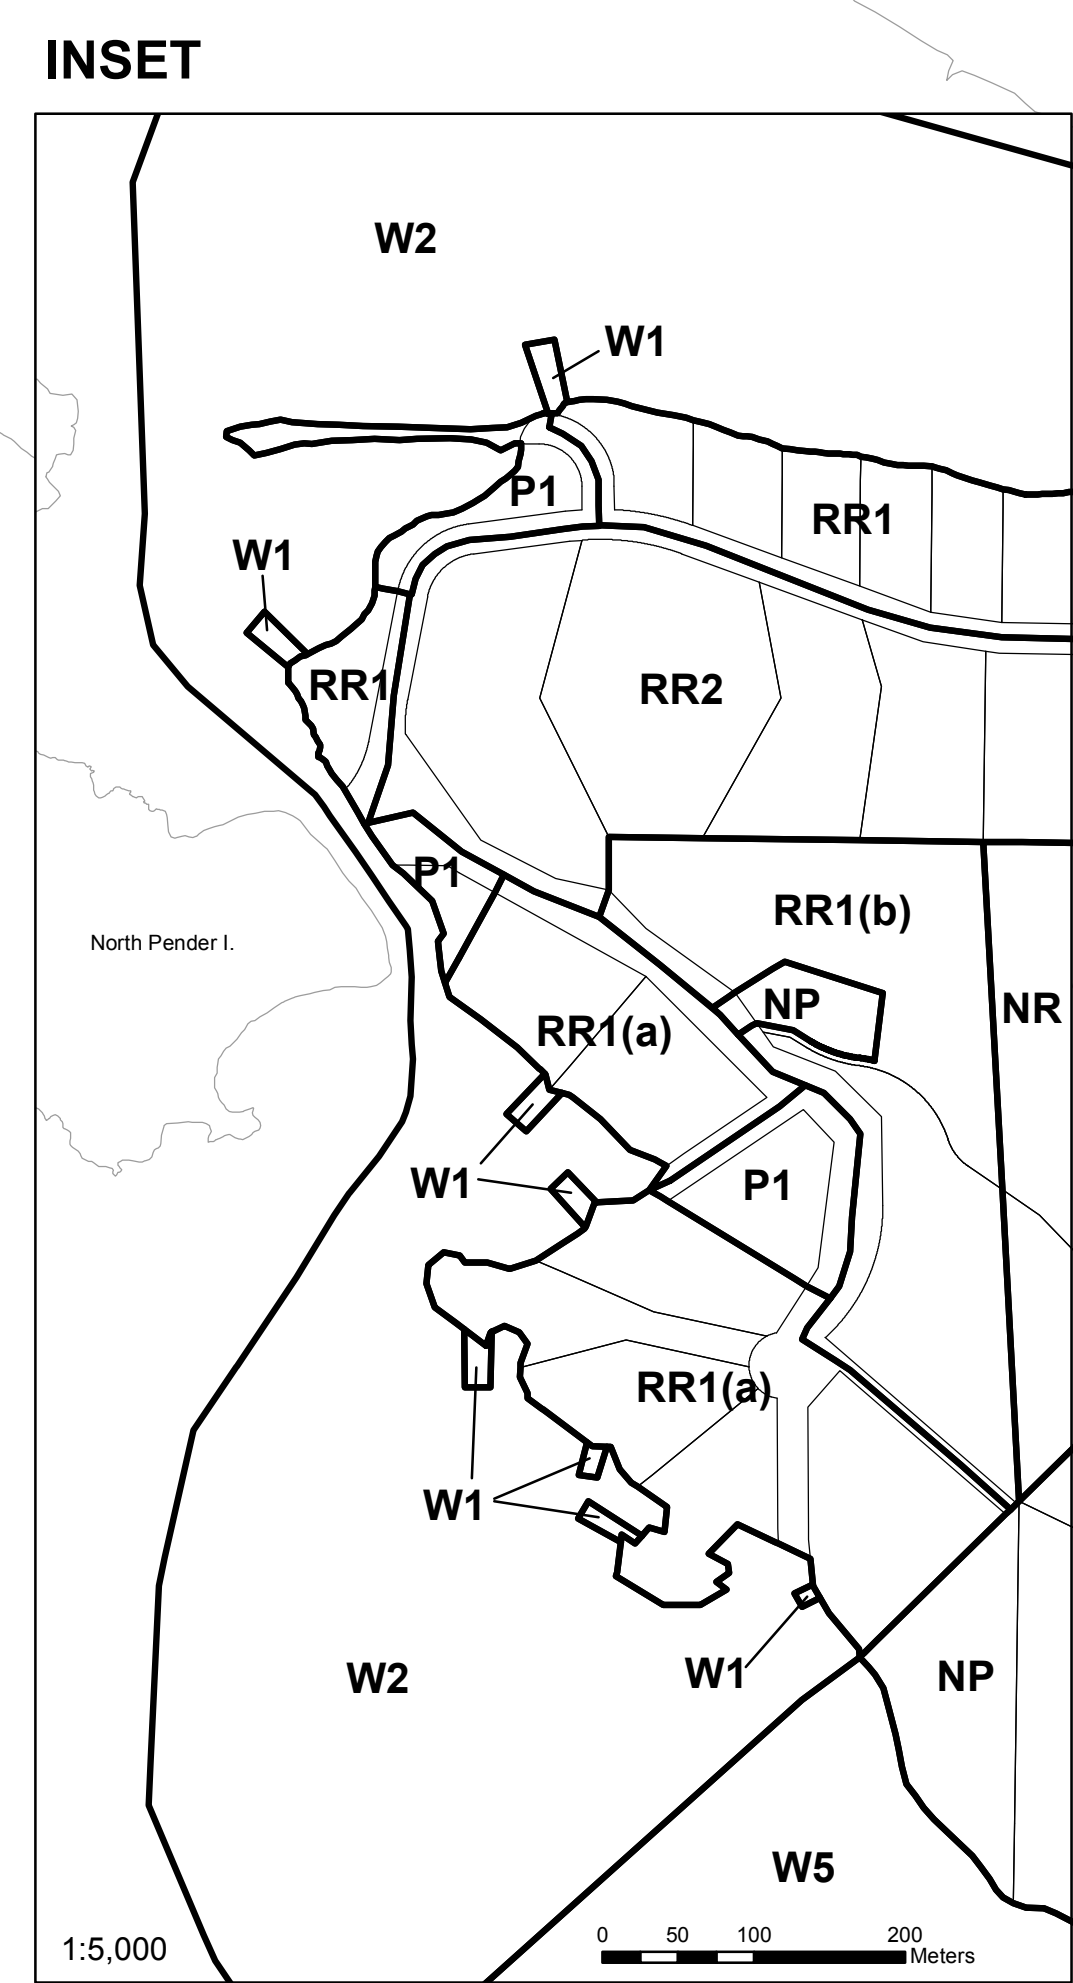 INSET
W2
W1
P1
RR1
W1
RR1
RR2
P1
RR1(b)
North Pender I.
NP
NR
RR1(a)
W1
P1
RR1(a)
W1
W1
W2
NP
W5
0 50 100 200
Meters
1:5,000